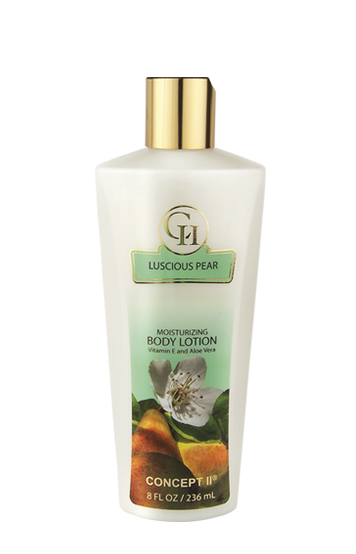 CII
LUSCIOUS PEAR
MOISTURIZING
BODY LOTION
Vitamin E and Aloe Vera
CONCEPT II®
8 FL OZ / 236 mL